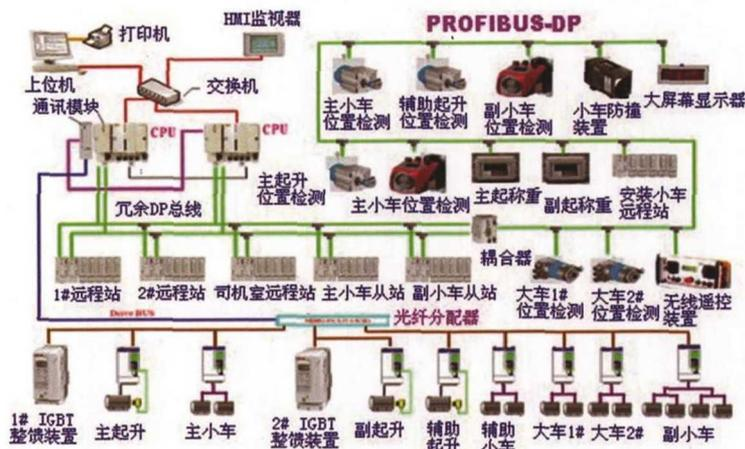 打印机
HMI监视器
PROFIBUS-DP
上位机
交换机
通讯模块
CPU
CPU
主小车
位置检测
辅助起升
位置检测
副小车
位置检测
小车防撞
装置
大屏幕显示器
主起升
位置检测
主小车位置检测
主起称重
副起称重
安装小车
远程站
冗余DP总线
耦合器
1#远程站
2#远程站
司机室远程站
主小车从站
副小车从站
大车1#
位置检测
大车2#
位置检测
无线遥控
装置
光纤分配器
1# IGBT
整馈装置
主起升
主小车
2# IGBT
整馈装置
副起升
辅助
起升
辅助
小车
大车1#
大车2#
副小车